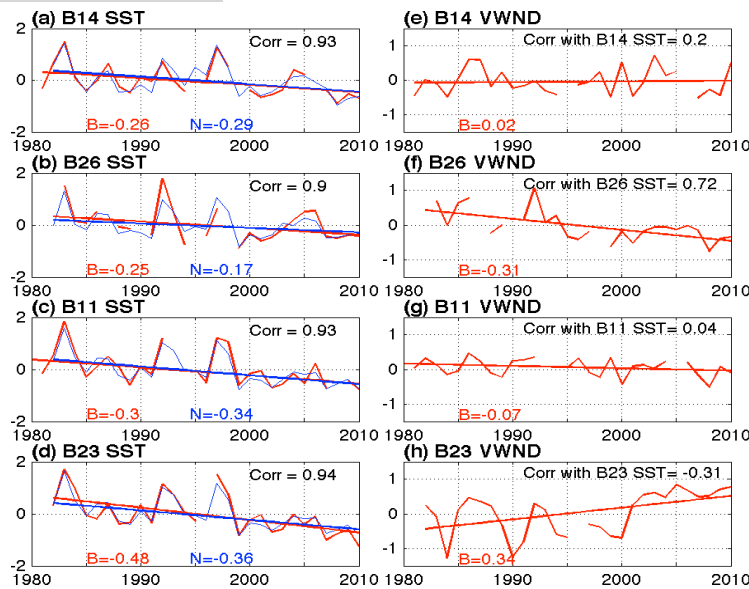 (a) B14 SST
(e) B14 VWND
2
0
-2
Corr = 0.93
B=-0.26
N=-0.29
1980
1990
2000
2010
1
0
-1
Corr with B14 SST= 0.2
B=0.02
1980
1990
2000
2010
(b) B26 SST
(f) B26 VWND
2
0
-2
Corr = 0.9
B=-0.25
N=-0.17
1980
1990
2000
2010
1
0
-1
Corr with B26 SST= 0.72
B=-0.31
1980
1990
2000
2010
(c) B11 SST
(g) B11 VWND
2
0
-2
Corr = 0.93
B=-0.3
N=-0.34
1980
1990
2000
2010
1
0
-1
Corr with B11 SST= 0.04
B=-0.07
1980
1990
2000
2010
(d) B23 SST
(h) B23 VWND
2
0
-2
Corr = 0.94
B=-0.48
N=-0.36
1980
1990
2000
2010
1
0
-1
Corr with B23 SST= -0.31
B=0.34
1980
1990
2000
2010